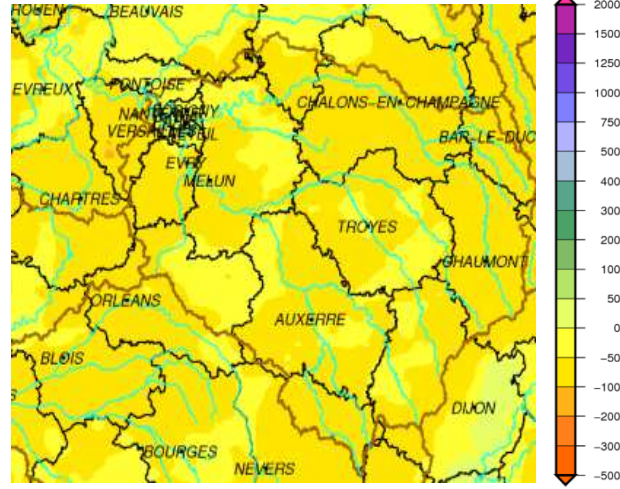 ROUEN
BEAUVAIS
EVREUX
PONTOISE
CHALONS-EN-CHAMPAGNE
BAR-LE-DUC
EVRY
MELUN
CHARTRES
TROYES
CHAUMONT
ORLEANS
AUXERRE
BLOIS
DIJON
BOURGES
NEVERS
2000
1500
1250
1000
750
500
400
300
200
100
50
0
−50
−100
−200
−300
−500